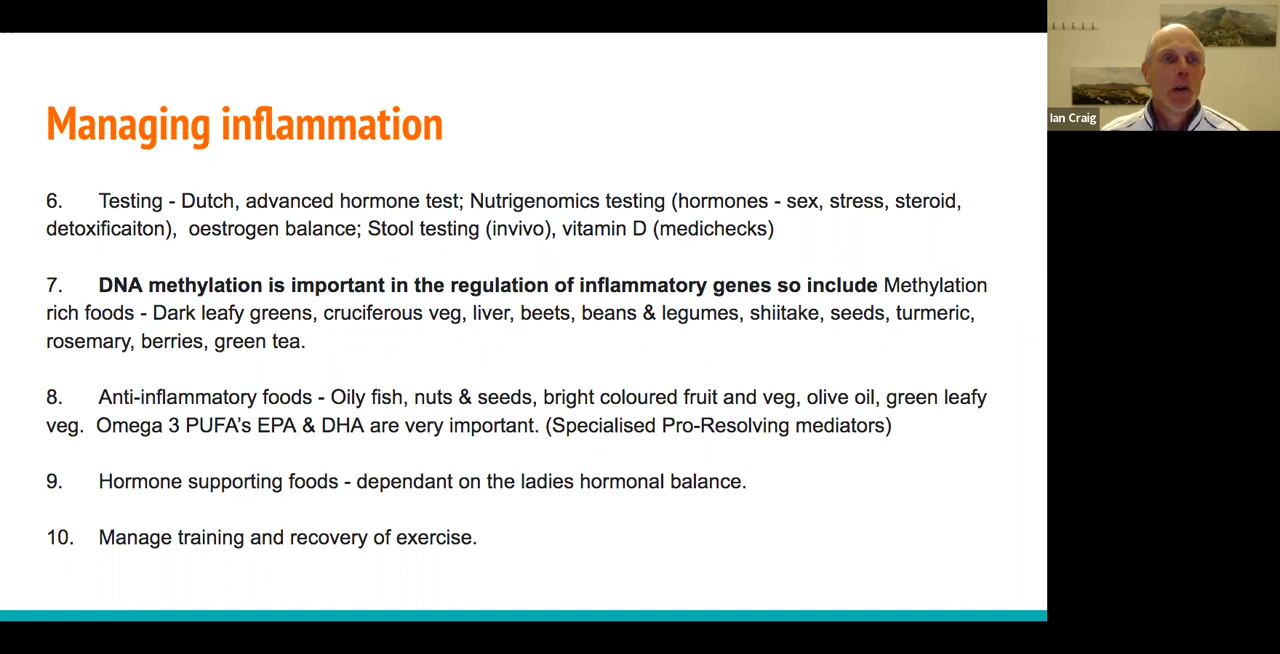 Managing inflammation
6. Testing - Dutch, advanced hormone test; Nutrigenomics testing (hormones - sex, stress, steroid,
detoxificaiton), oestrogen balance; Stool testing (invivo), vitamin D (medichecks)
7. DNA methylation is important in the regulation of inflammatory genes so include Methylation
rich foods - Dark leafy greens, cruciferous veg, liver, beets, beans & legumes, shiitake, seeds, turmeric,
rosemary, berries, green tea.
8. Anti-inflammatory foods - Oily fish, nuts & seeds, bright coloured fruit and veg, olive oil, green leafy
veg. Omega 3 PUFA's EPA & DHA are very important. (Specialised Pro-Resolving mediators)
9. Hormone supporting foods - dependant on the ladies hormonal balance.
10. Manage training and recovery of exercise.
Ian Craig